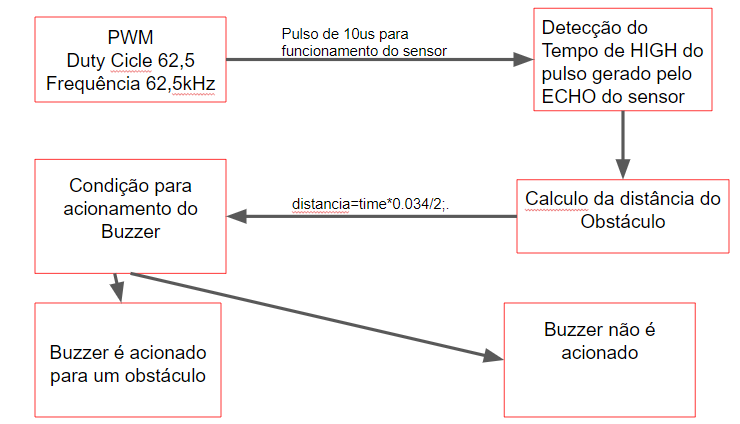 PWM
Duty Cicle 62,5
Frequência 62,5kHz
Pulso de 10us para
funcionamento do sensor
Detecção do
Tempo de HIGH do
pulso gerado pelo
ECHO do sensor
Calculo da distância do
Obstáculo
distancia=time*0.034/2;.
Condição para
acionamento do
Buzzer
Buzzer é acionado
para um obstáculo
Buzzer não é
acionado